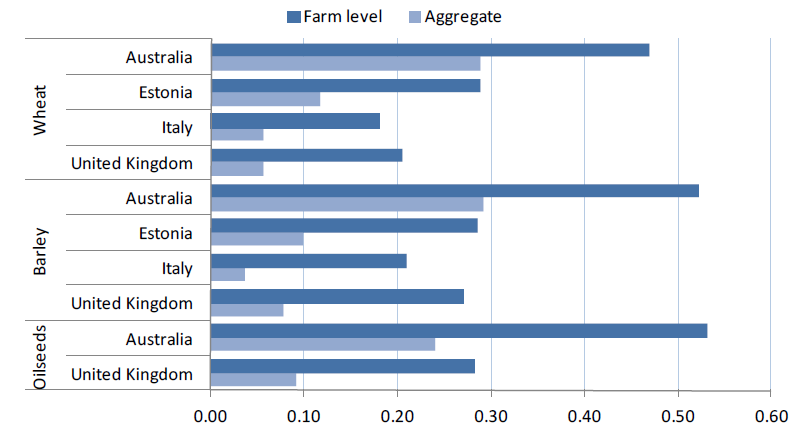 Farm level Aggregate
Wheat
Australia
Estonia
Italy
United Kingdom
Barley
Australia
Estonia
Italy
United Kingdom
Oilseeds
Australia
United Kingdom
0.00 0.10 0.20 0.30 0.40 0.50 0.60